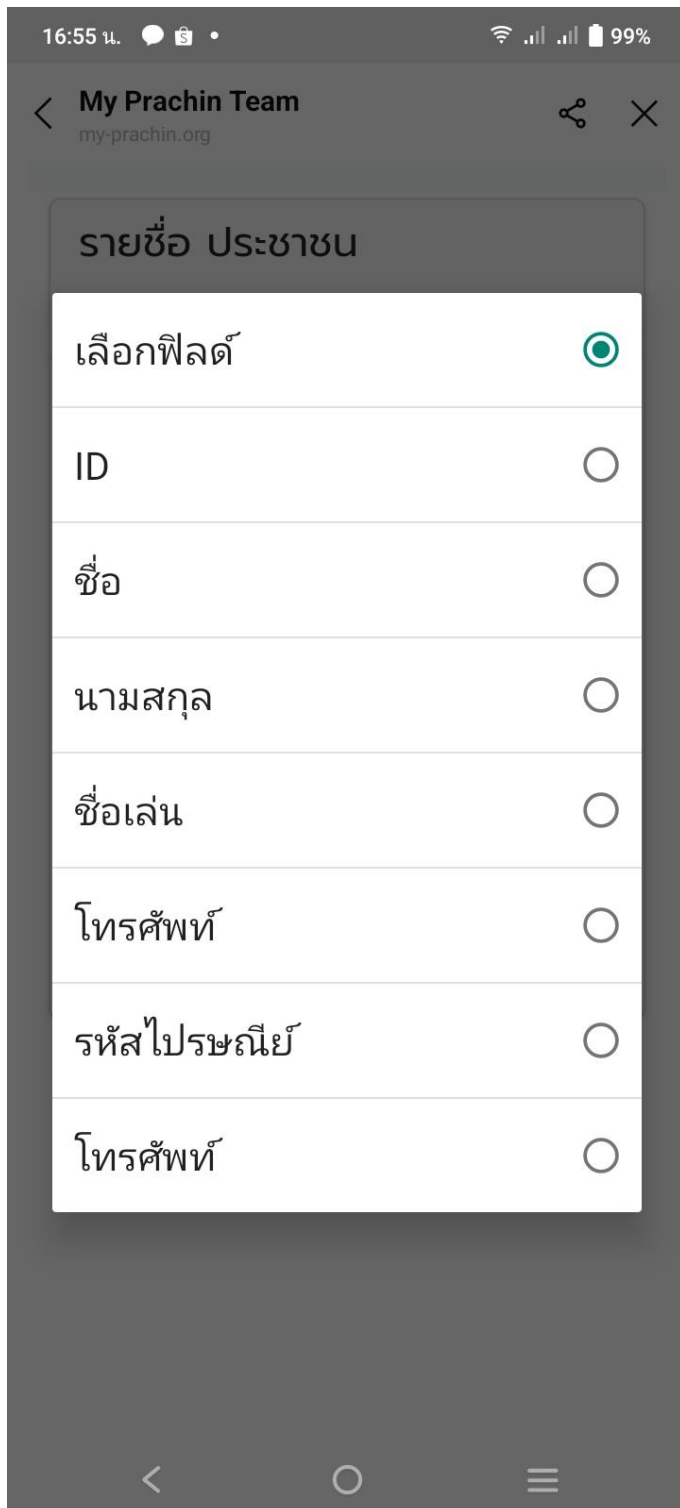 16:55 น. 99%
My Prachin Team
my-prachin.org
รายชื่อ ประชาชน
เลือกฟิลด์
ID
ชื่อ
นามสกุล
ชื่อเล่น
โทรศัพท์
รหัสไปรษณีย์
โทรศัพท์